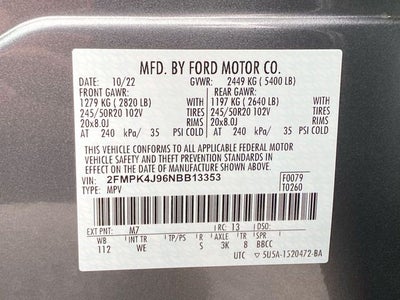 MFD. BY FORD MOTOR CO.
DATE: 10/22 GVWR: 2449 KG ( 5400 LB)
FRONT GAWR: REAR GAWR:
1279 KG ( 2820 LB) WITH 1197 KG ( 2640 LB)
245/50R20 102V TIRES 245/50R20 102V
20x8.0J RIMS 20x8.0J
AT 240 kPa/ 35 PSI COLD AT 240 kPa/ 35 PSI COLD
THIS VEHICLE CONFORMS TO ALL APPLICABLE FEDERAL MOTOR
VEHICLE SAFETY AND THEFT PREVENTION STANDARDS IN EFFECT
ON THE DATE OF MANUFACTURE SHOWN ABOVE.
VIN: 2FMPK4J96NBB13353 F0079
TYPE: MPV T0260
EXT PNT: M7 RC: 13 DSO:
WB INT TR TP/PS R AXLE TR SPR
112 WE S 3K 8 BBCC
UTC 5U5A-1520472-BA